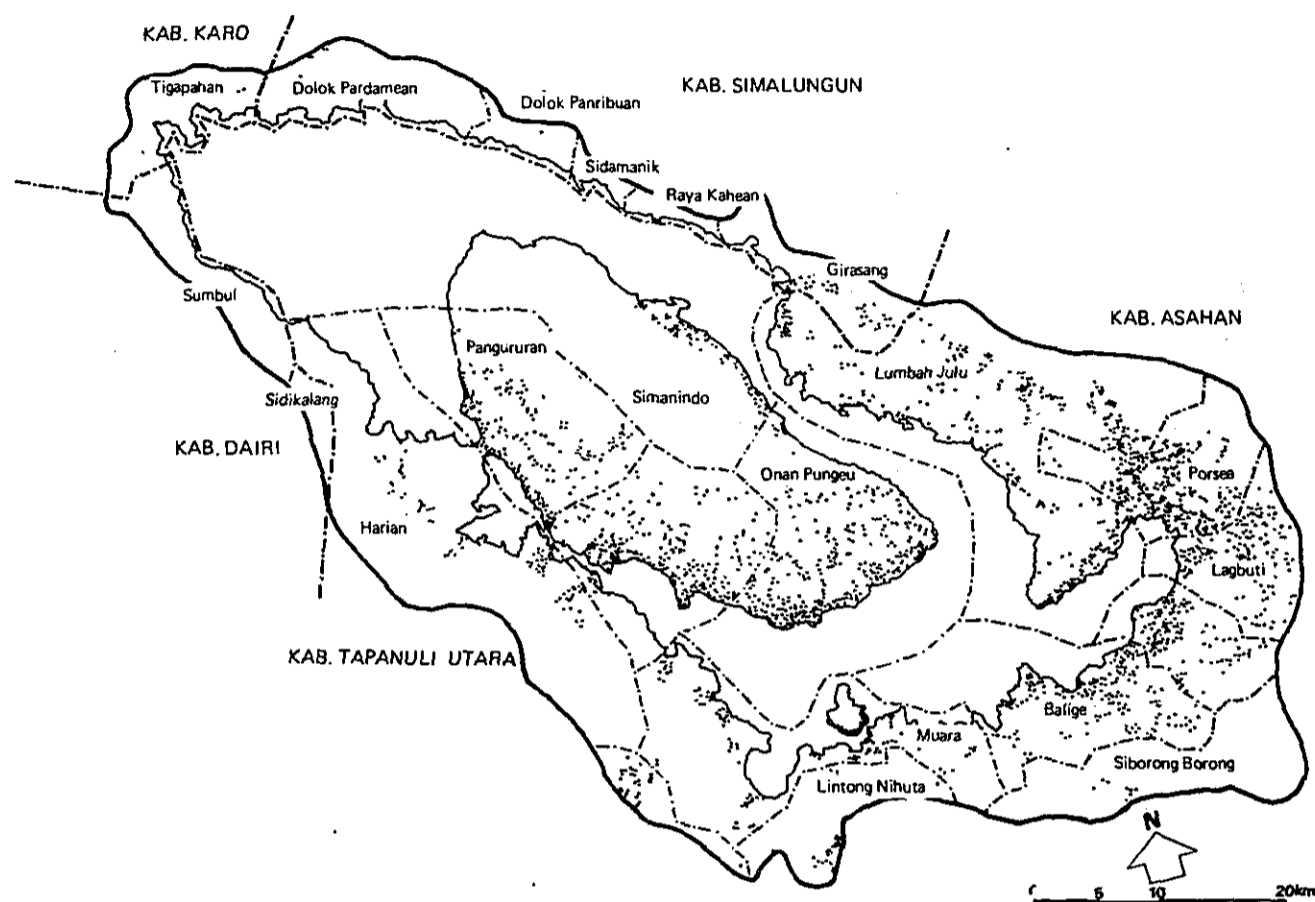 KAB. KARO
KAB. SIMALUNGUN
Tigapahan
Dolok Pardamean
Dolok Panribuan
Sidamanik
Raya Kahean
Girasang
Sumbul
KAB. ASAHAN
Pangururan
Lumbah Julu
Simanindo
Sidikalang
KAB. DAIRI
Onan Pungeu
Porsea
Harian
Lagbuti
KAB. TAPANULI UTARA
Balige
Muara
Siborong Borong
Lintong Nihuta
N
0 5 10 20km